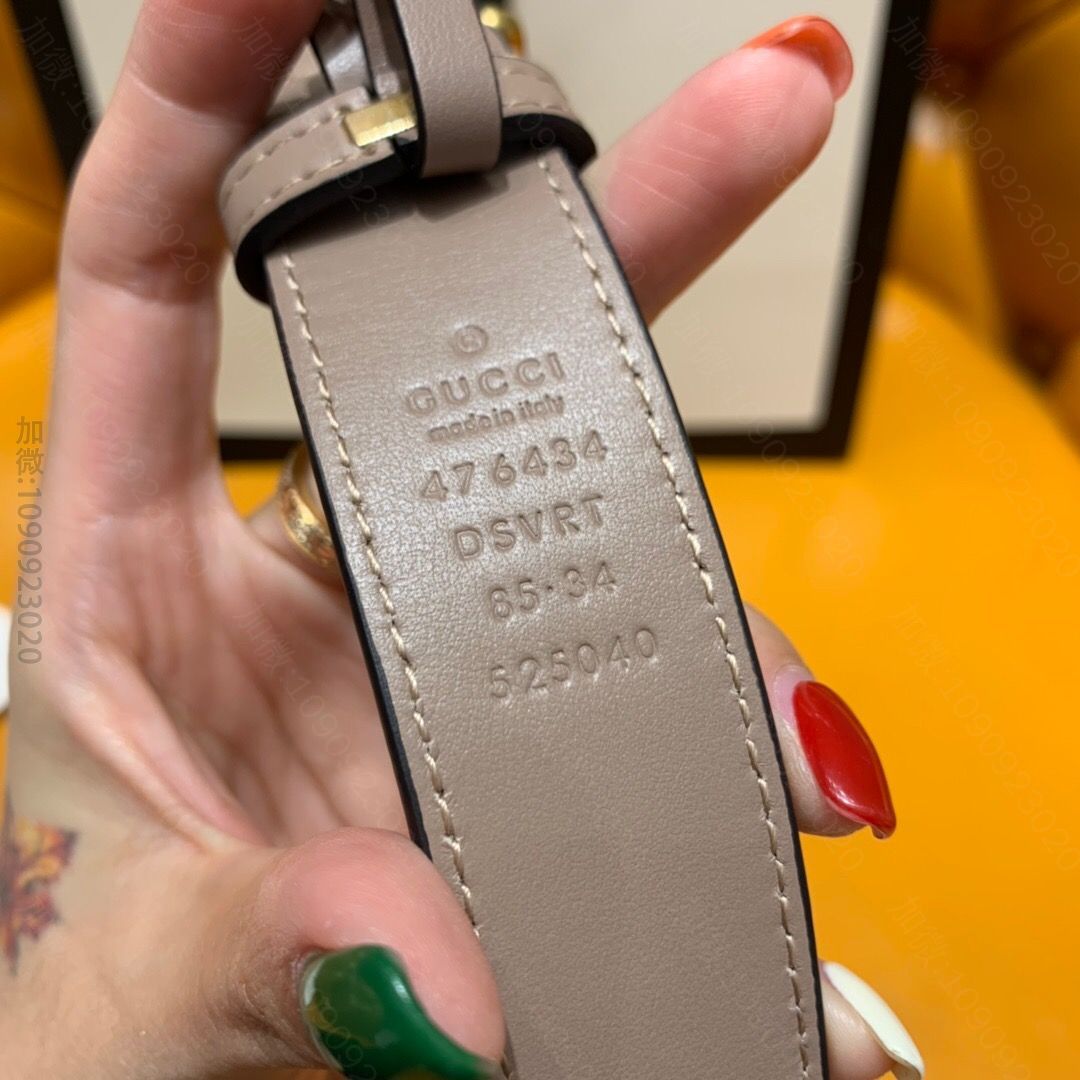 GUCCI
made in italy
476434
DSVRT
85·34
525040
加微:1090923020